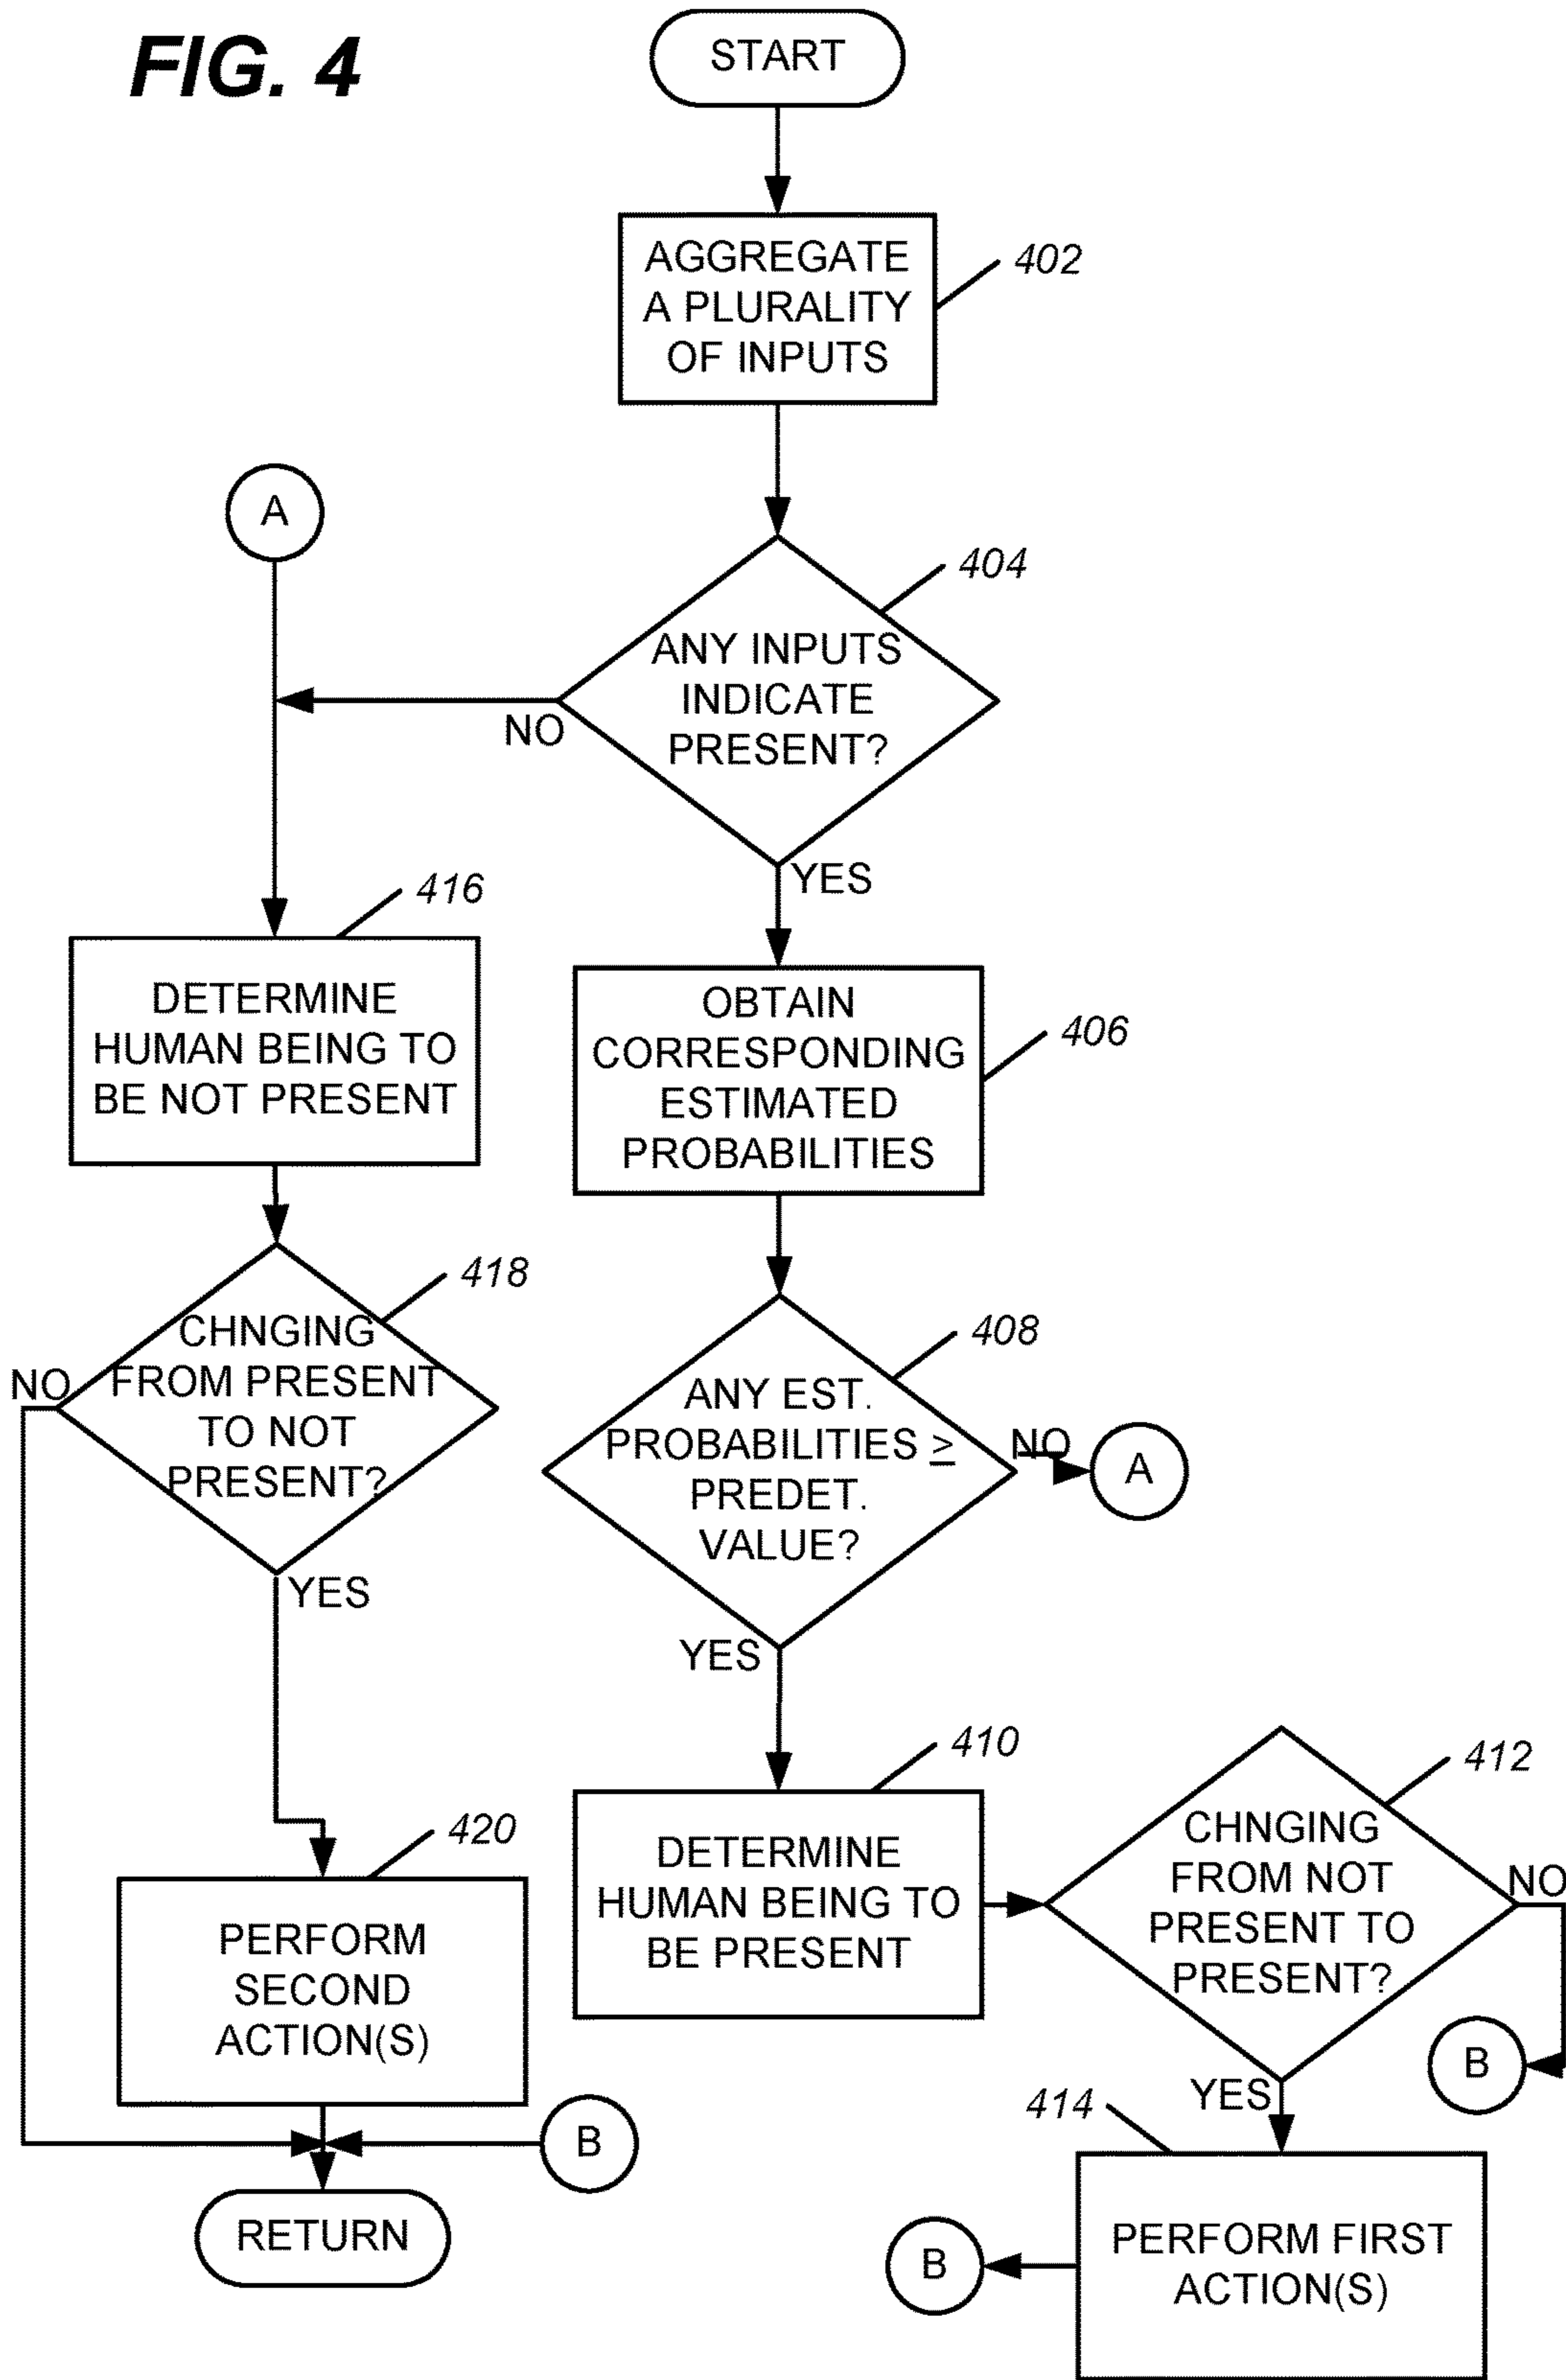 FIG. 4
START
AGGREGATE
A PLURALITY
OF INPUTS
402
A
ANY INPUTS
INDICATE
PRESENT?
404
NO
YES
416
DETERMINE
HUMAN BEING TO
BE NOT PRESENT
OBTAIN
CORRESPONDING
ESTIMATED
PROBABILITIES
406
418
CHNGING
FROM PRESENT
TO NOT
PRESENT?
NO
YES
408
ANY EST.
PROBABILITIES ≥
PREDET.
VALUE?
NO
A
YES
410
DETERMINE
HUMAN BEING TO
BE PRESENT
412
CHNGING
FROM NOT
PRESENT TO
PRESENT?
NO
B
YES
420
PERFORM
SECOND
ACTION(S)
B
RETURN
414
PERFORM FIRST
ACTION(S)
B